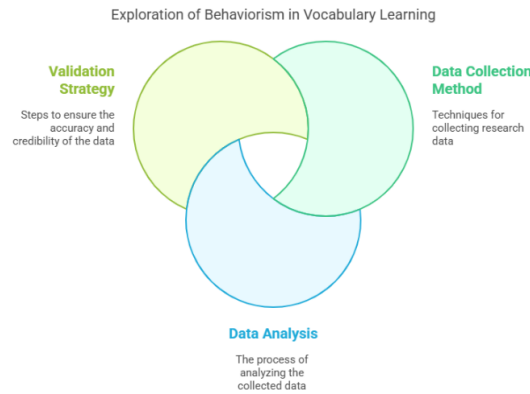 Exploration of Behaviorism in Vocabulary Learning
Validation
Strategy
Steps to ensure the
accuracy and
credibility of the data
Data Collection
Method
Techniques for
collecting research
data
Data Analysis
The process of
analyzing the
collected data